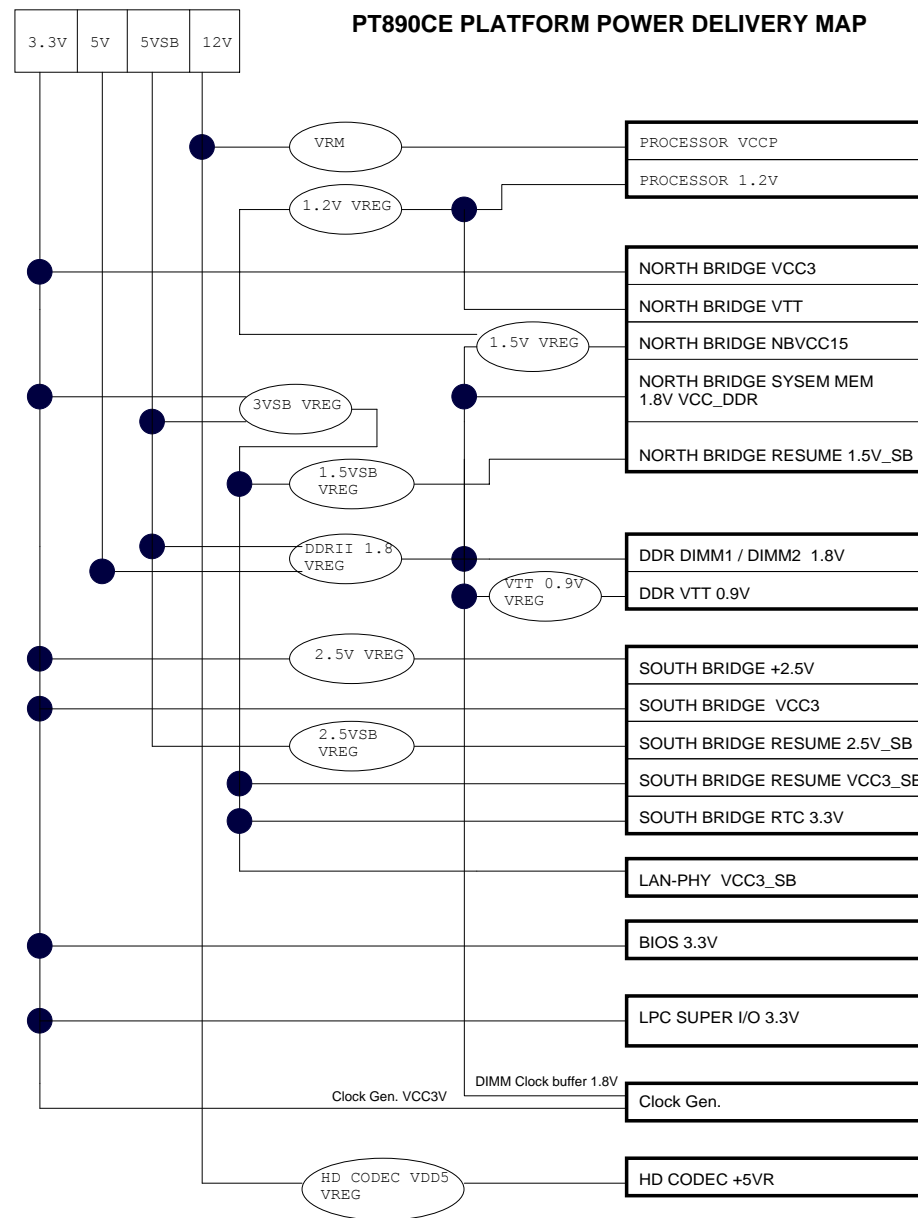 PT890CE PLATFORM POWER DELIVERY MAP
3.3V 5V 5VSB 12V
VRM
PROCESSOR VCCP
PROCESSOR 1.2V
1.2V VREG
NORTH BRIDGE VCC3
NORTH BRIDGE VTT
1.5V VREG
NORTH BRIDGE NBVCC15
NORTH BRIDGE SYSEM MEM
1.8V VCC_DDR
3VSB VREG
NORTH BRIDGE RESUME 1.5V_SB
1.5VSB
VREG
DDRII 1.8
VREG
DDR DIMM1 / DIMM2 1.8V
VTT 0.9V
VREG
DDR VTT 0.9V
2.5V VREG
SOUTH BRIDGE +2.5V
SOUTH BRIDGE VCC3
2.5VSB
VREG
SOUTH BRIDGE RESUME 2.5V_SB
SOUTH BRIDGE RESUME VCC3_SB
SOUTH BRIDGE RTC 3.3V
LAN-PHY VCC3_SB
BIOS 3.3V
LPC SUPER I/O 3.3V
DIMM Clock buffer 1.8V
Clock Gen. VCC3V
Clock Gen.
HD CODEC VDD5
VREG
HD CODEC +5VR